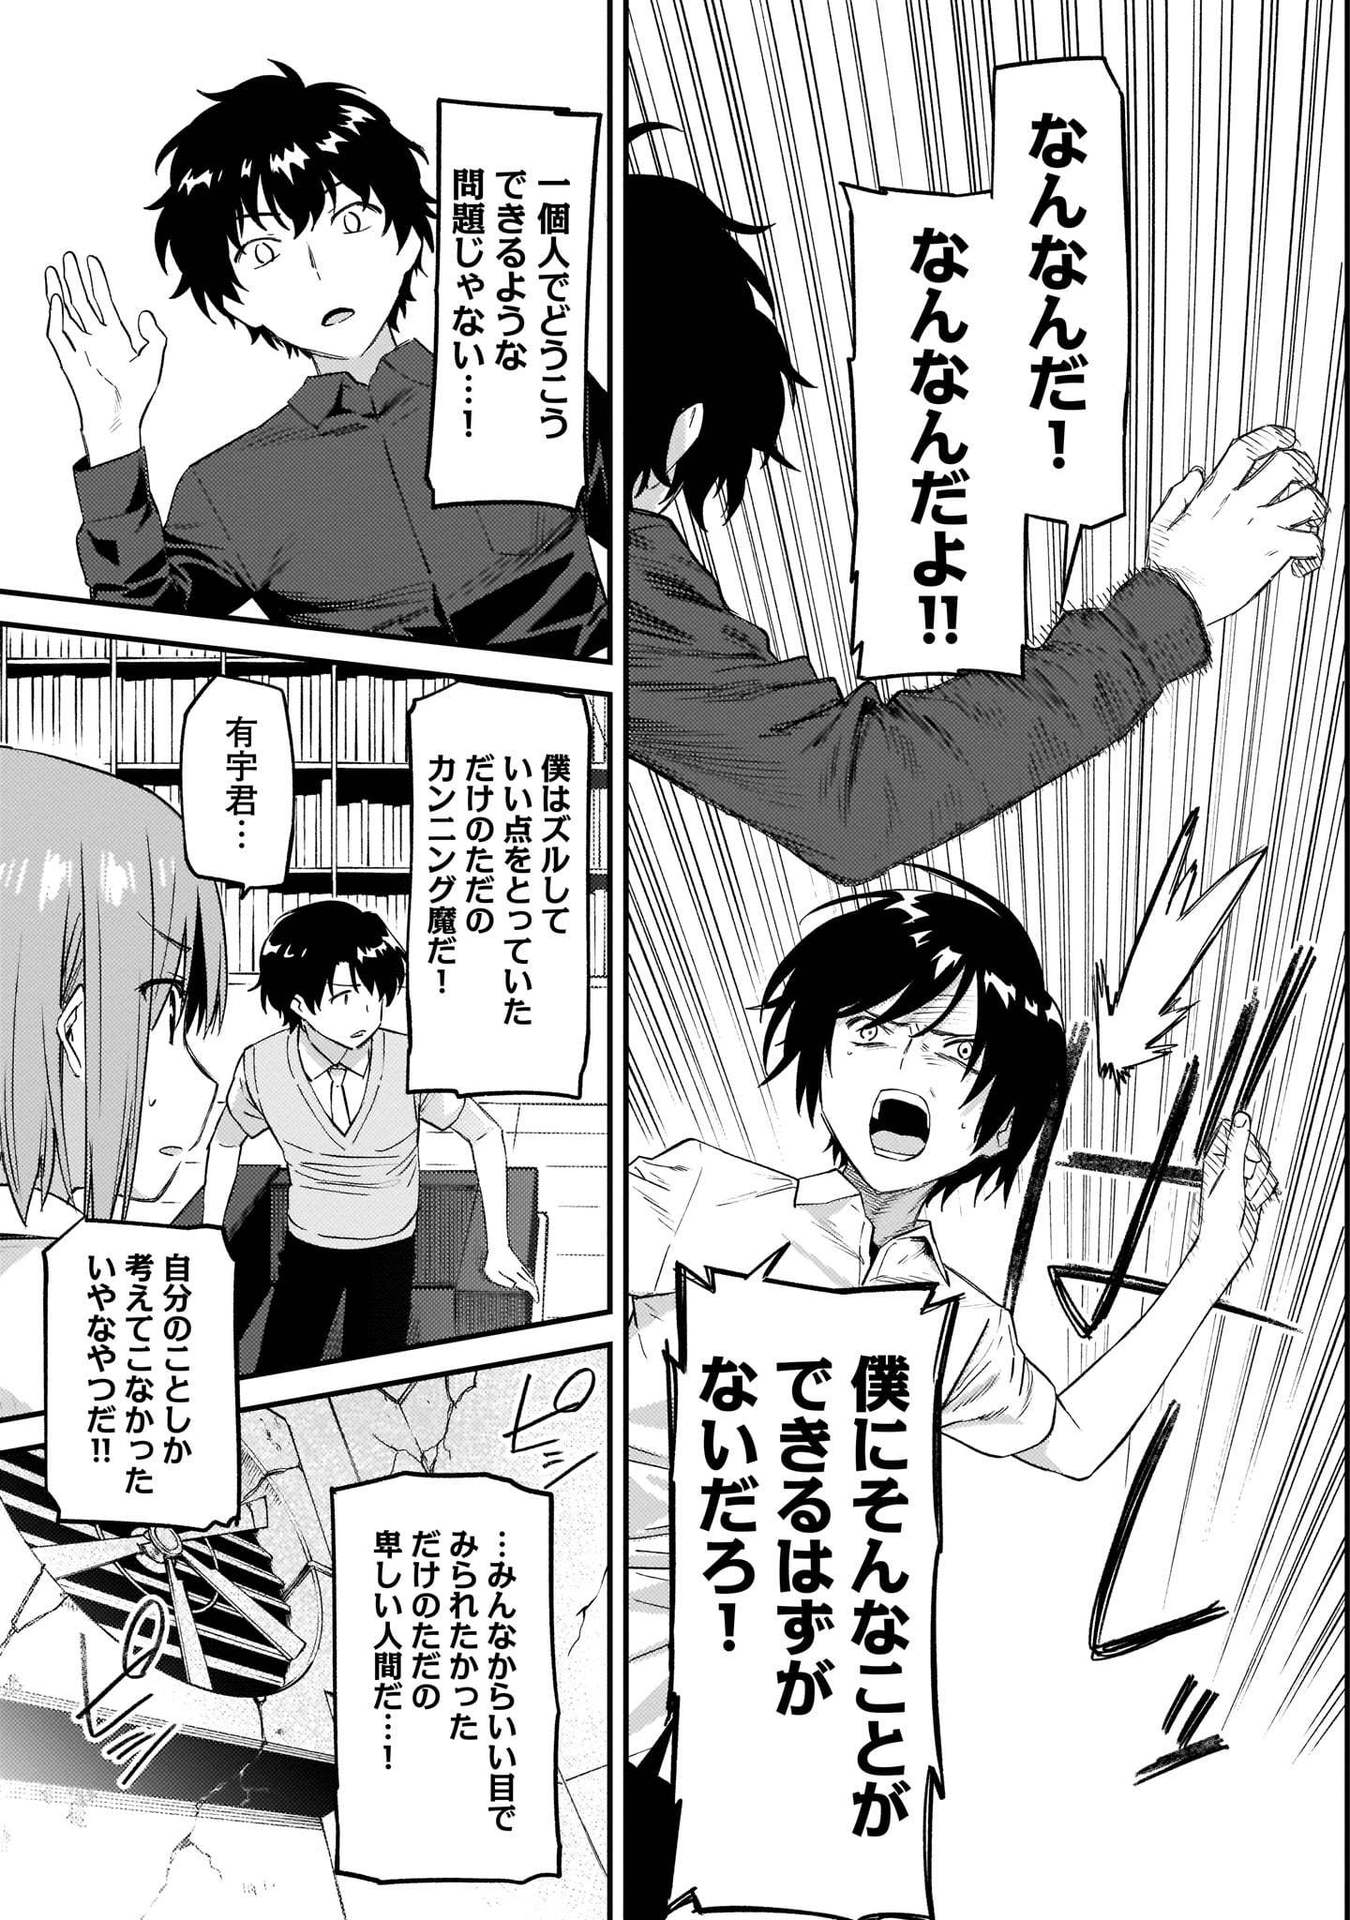 なんなんだ！
なんなんだよ!!
僕にそんなことが
できるはずが
ないだろ！
一個人でどうこう
できるような
問題じゃない…！
僕はズルして
いい点をとっていた
だけのただの
カンニング魔だ！
有宇君…
自分のことしか
考えてこなかった
いやなやつだ!!
ピシ
…みんなからいい目で
みられたかった
だけのただの
卑しい人間だ…！
ピシ